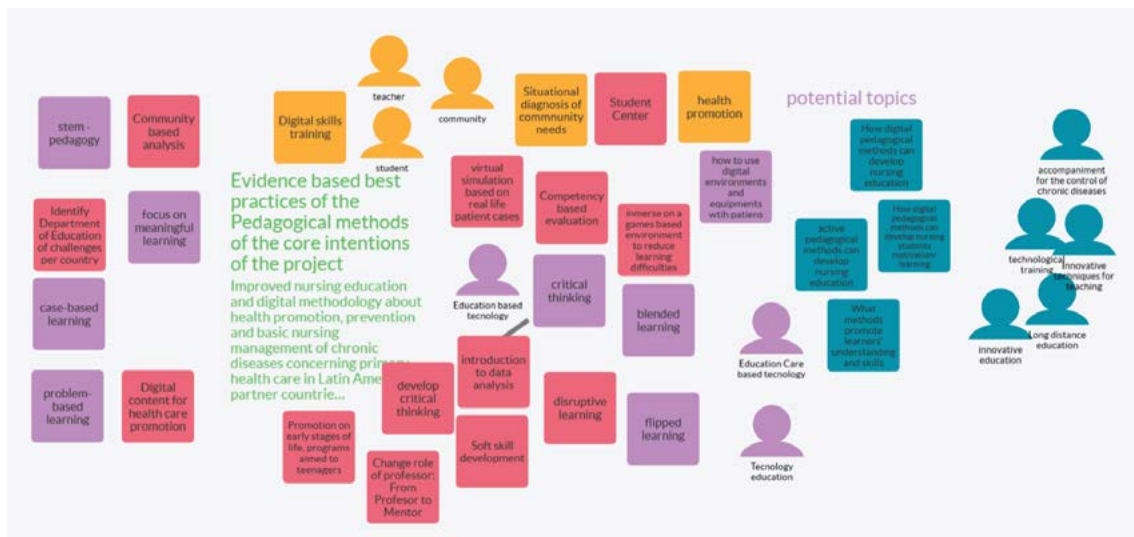 stem -
pedagogy
Community
based
analysis
Identify
Department
of Education
of challenges
per country
focus on
meaningful
learning
case-based
learning
problem-
based
learning
Digital
content for
health care
promotion
Digital skills
training
teacher
student
community
Situational
diagnosis of
commnunity
needs
Student
Center
health
promotion
Evidence based best
practices of the
Pedagogical methods
of the core intentions
of the project
Improved nursing education
and digital methodology about
health promotion, prevention
and basic nursing
management of chronic
diseases concerning primary
health care in Latin Ame
partner countrie...
virtual
simulation
based on
real life
patient cases
Competency
based
evaluation
inmerse on a
games based
environment
to reduce
learning
difficulties
how to use
digital
environments
and
equipments
wtih patiens
Education based
tecnology
critical
thinking
blended
learning
introduction
to data
analysis
develop
critical
thinking
disruptive
learning
flipped
learning
Promotion on
early stages of
life, programs
aimed to
teenagers
Change role
of professor:
From
Profesor to
Mentor
Soft skill
development
potential topics
How digital
pedagogical
methods can
develop
nursing
education
active
pedagogical
methods can
develop
nursing
education
How digital
pedagogical
methods can
develop nursing
students
motivation/
learning
What
methods
promote
learners'
understanding
and skills
Education Care
based tecnology
Tecnology
education
accompaniment
for the control of
chronic diseases
technological
training
Innovative
techniques for
teaching
innovative
education
Long distance
education